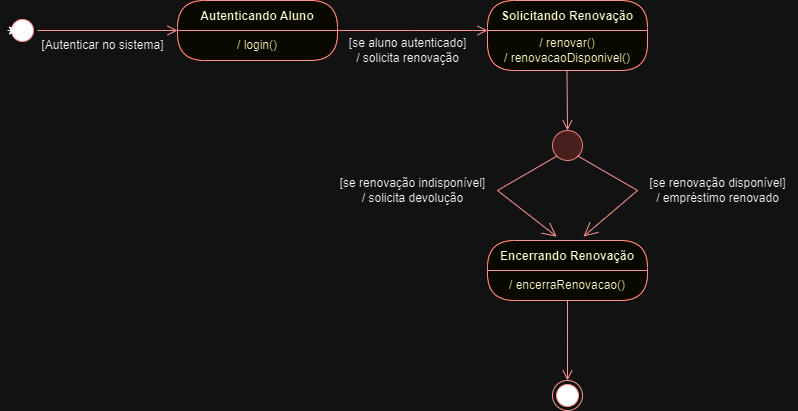 Autenticando Aluno
/ login()
[Autenticar no sistema]
[se aluno autenticado]
/ solicita renovação
Solicitando Renovação
/ renovar()
/ renovacaoDisponivel()
[se renovação indisponível]
/ solicita devolução
[se renovação disponível]
/ empréstimo renovado
Encerrando Renovação
/ encerraRenovacao()